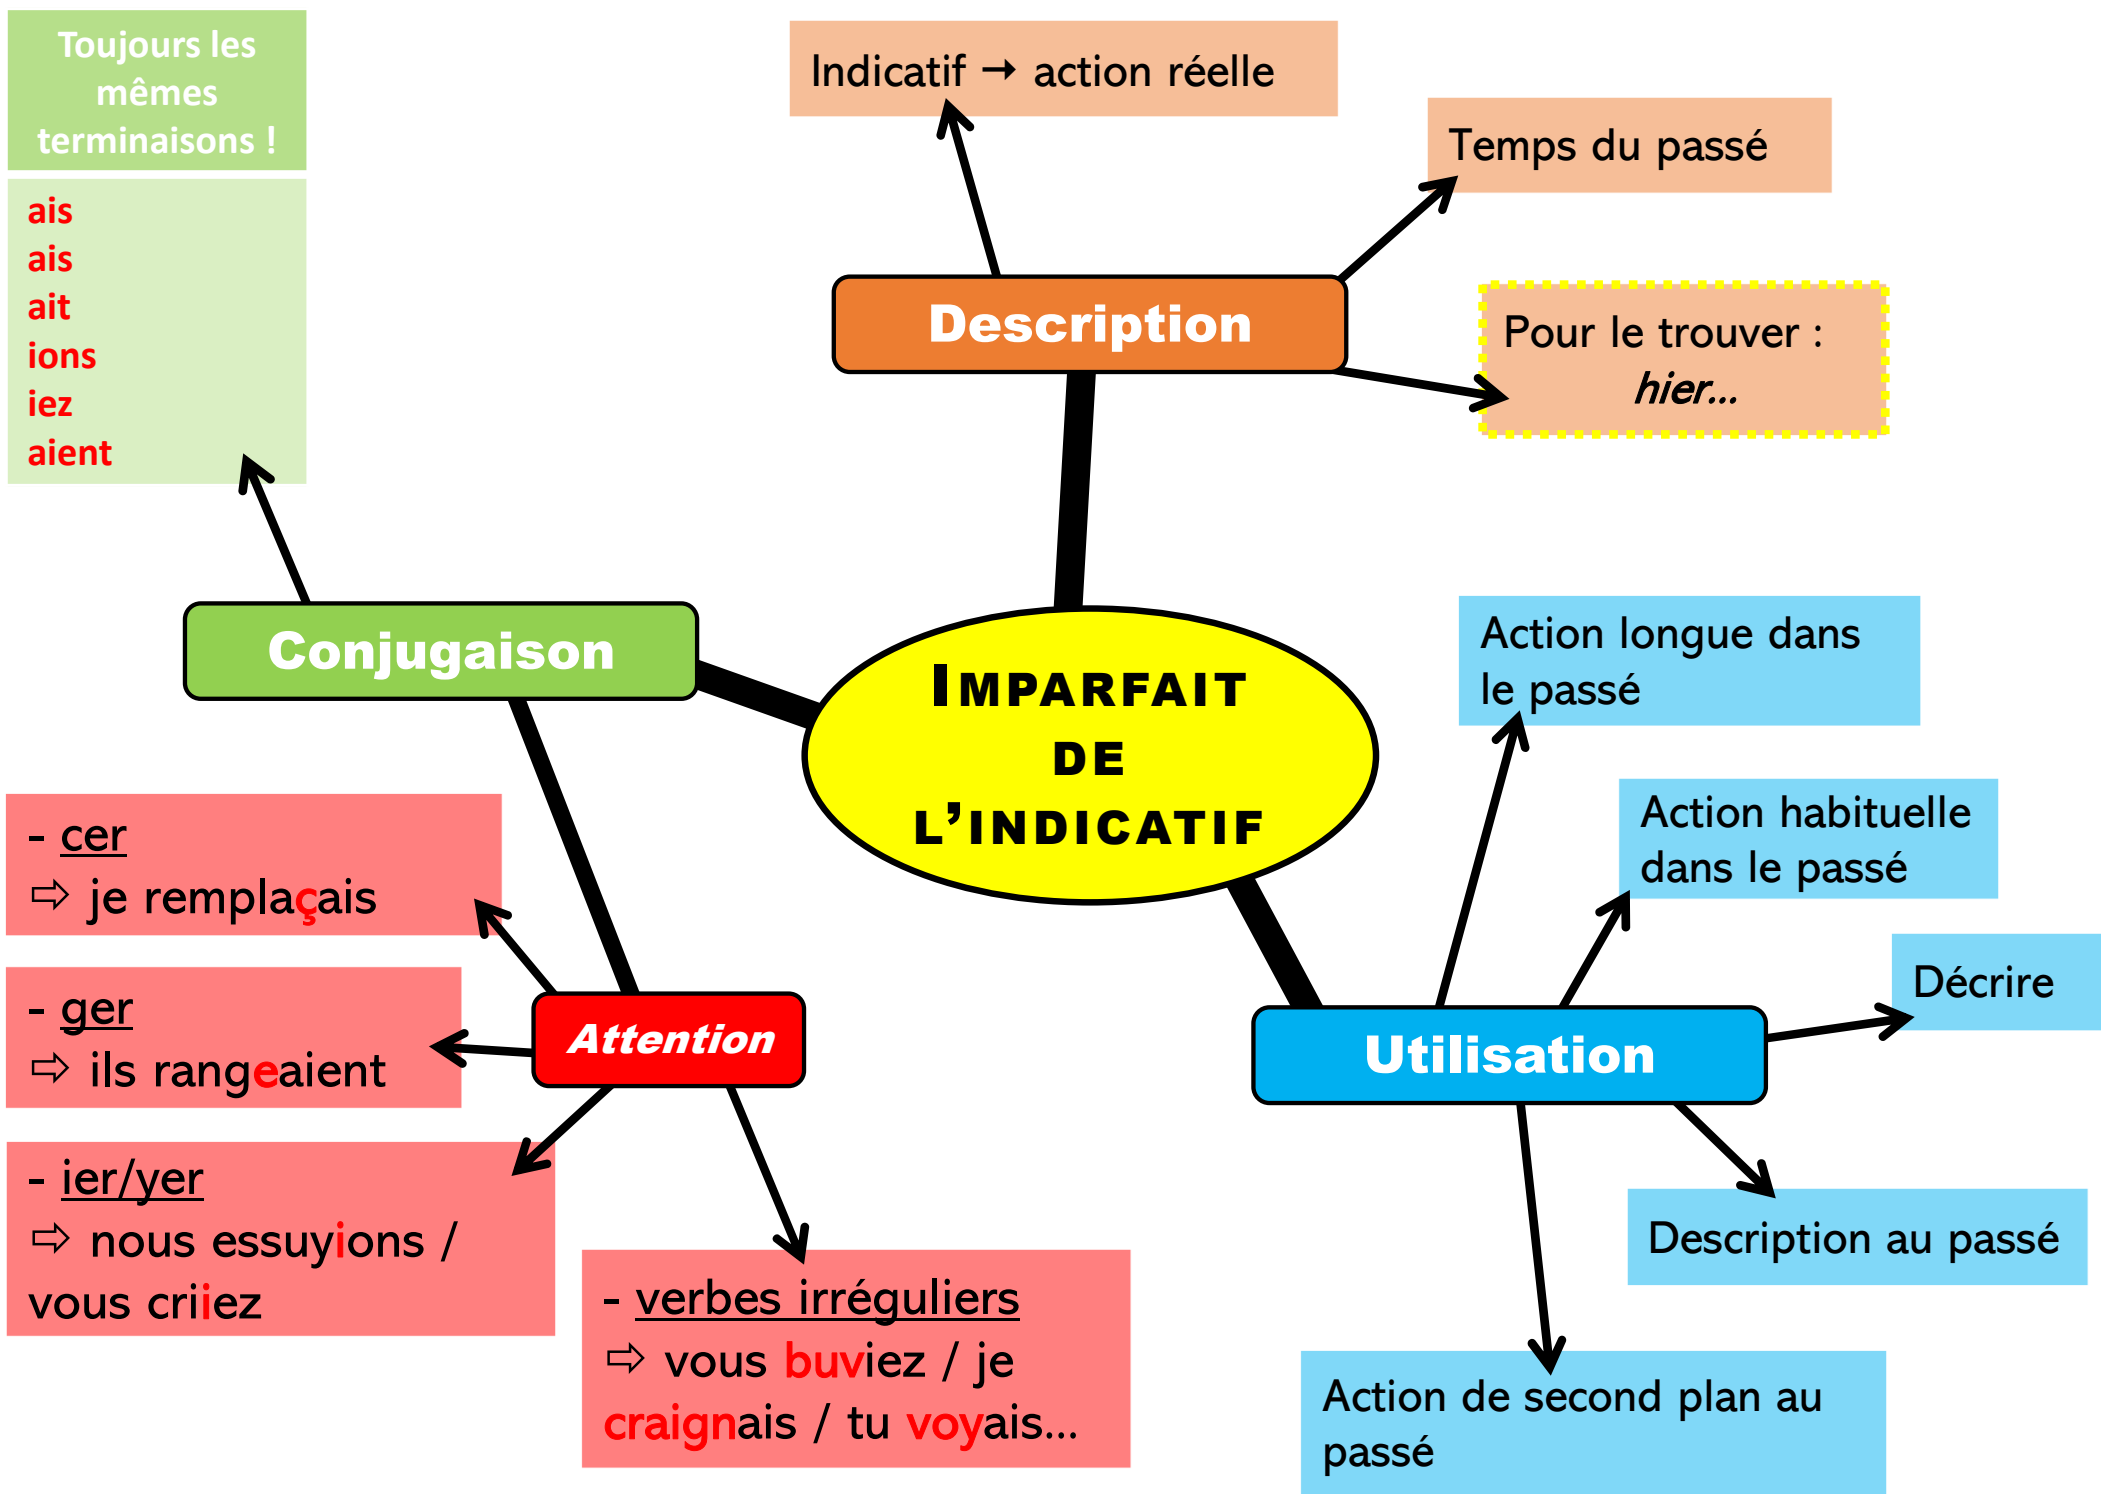 Toujours les
mêmes
terminaisons !
ais
ais
ait
ions
iez
aient
Indicatif → action réelle
Temps du passé
Description
Pour le trouver :
hier...
Conjugaison
IMPARFAIT
DE
L'INDICATIF
Action longue dans
le passé
Action habituelle
dans le passé
Décrire
Utilisation
Description au passé
Action de second plan au
passé
- cer
⇨ je remplaçais
- ger
⇨ ils rangeaient
Attention
- ier/yer
⇨ nous essuyions /
vous criiez
- verbes irréguliers
⇨ vous buviez / je
craignais / tu voyais...